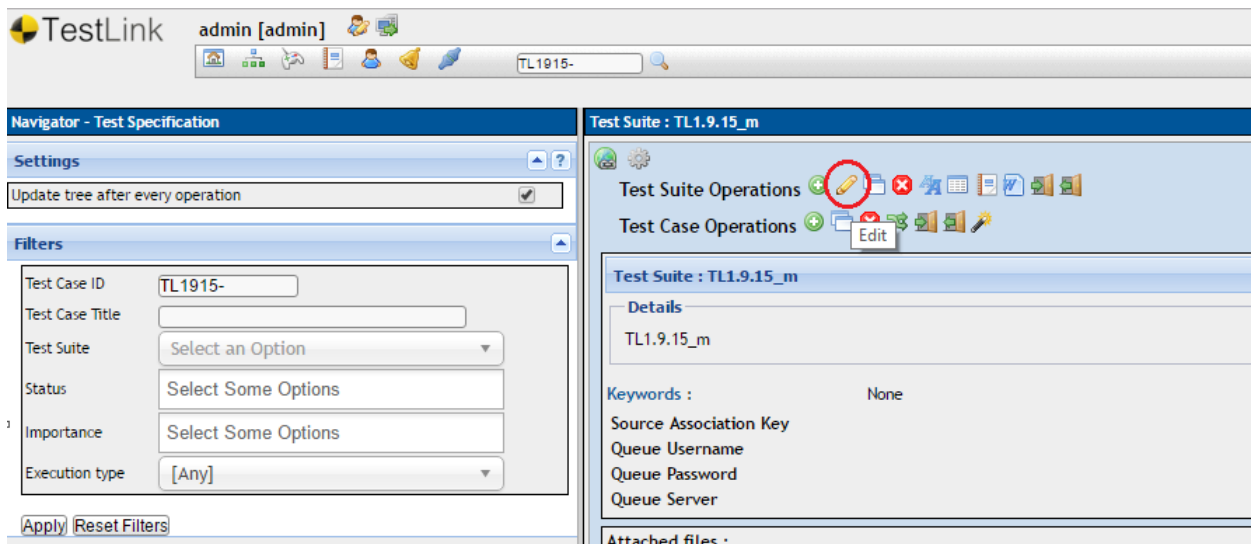 TestLink
admin [admin]
TL1915-
Navigator - Test Specification
Settings
?
Update tree after every operation
Filters
Test Case ID
TL1915-
Test Case Title
Test Suite
Select an Option
Status
Select Some Options
Importance
Select Some Options
Execution type
[Any]
Apply Reset Filters
Test Suite : TL1.9.15_m
Test Suite Operations
Test Case Operations
Edit
Test Suite : TL1.9.15_m
Details
TL1.9.15_m
Keywords : None
Source Association Key
Queue Username
Queue Password
Queue Server
Attached files :